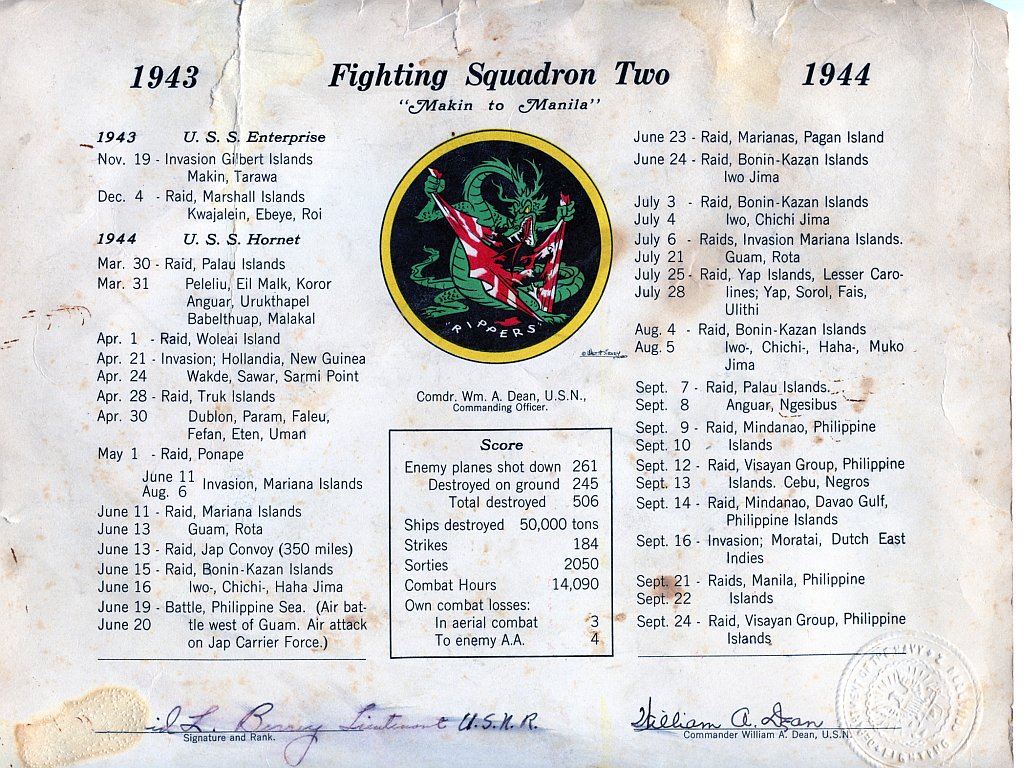 1943 Fighting Squadron Two 1944
"Makin to Manila"
1943 U. S. S. Enterprise
Nov. 19 - Invasion Gilbert Islands
Makin, Tarawa
Dec. 4 - Raid, Marshall Islands
Kwajalein, Ebeye, Roi
1944 U. S. S. Hornet
Mar. 30 - Raid, Palau Islands
Mar. 31 Peleliu, Eil Malk, Koror
Anguar, Urukthapel
Babelthuap, Malakal
Apr. 1 - Raid, Woleai Island
Apr. 21 - Invasion; Hollandia, New Guinea
Apr. 24 Wakde, Sawar, Sarmi Point
Apr. 28 - Raid, Truk Islands
Apr. 30 Dublon, Param, Faleu,
Fefan, Eten, Uman
May 1 - Raid, Ponape
June 11
Aug. 6 Invasion, Mariana Islands
June 11 - Raid, Mariana Islands
June 13 Guam, Rota
June 13 - Raid, Jap Convoy (350 miles)
June 15 - Raid, Bonin-Kazan Islands
June 16 Iwo-, Chichi-, Haha Jima
June 19 - Battle, Philippine Sea. (Air bat-
June 20 tle west of Guam. Air attack
on Jap Carrier Force.)
"RIPPERS"
Comdr. Wm. A. Dean, U.S.N.,
Commanding Officer.
Score
Enemy planes shot down 261
Destroyed on ground 245
Total destroyed 506
Ships destroyed 50,000 tons
Strikes 184
Sorties 2050
Combat Hours 14,090
Own combat losses:
In aerial combat 3
To enemy A.A. 4
June 23 - Raid, Marianas, Pagan Island
June 24 - Raid, Bonin-Kazan Islands
Iwo Jima
July 3 - Raid, Bonin-Kazan Islands
July 4 Iwo, Chichi Jima
July 6 - Raids, Invasion Mariana Islands.
July 21 Guam, Rota
July 25 - Raid, Yap Islands, Lesser Caro-
July 28 lines; Yap, Sorol, Fais,
Ulithi
Aug. 4 - Raid, Bonin-Kazan Islands
Aug. 5 Iwo-, Chichi-, Haha-, Muko
Jima
Sept. 7 - Raid, Palau Islands.
Sept. 8 Anguar, Ngesibus
Sept. 9 - Raid, Mindanao, Philippine
Sept. 10 Islands
Sept. 12 - Raid, Visayan Group, Philippine
Sept. 13 Islands. Cebu, Negros
Sept. 14 - Raid, Mindanao, Davao Gulf,
Philippine Islands
Sept. 16 - Invasion; Moratai, Dutch East
Indies
Sept. 21 - Raids, Manila, Philippine
Sept. 22 Islands
Sept. 24 - Raid, Visayan Group, Philippine
Islands
L. Berrey Lieutenant U.S.N.R.
Signature and Rank.
William A. Dean
Commander William A. Dean, U.S.N.